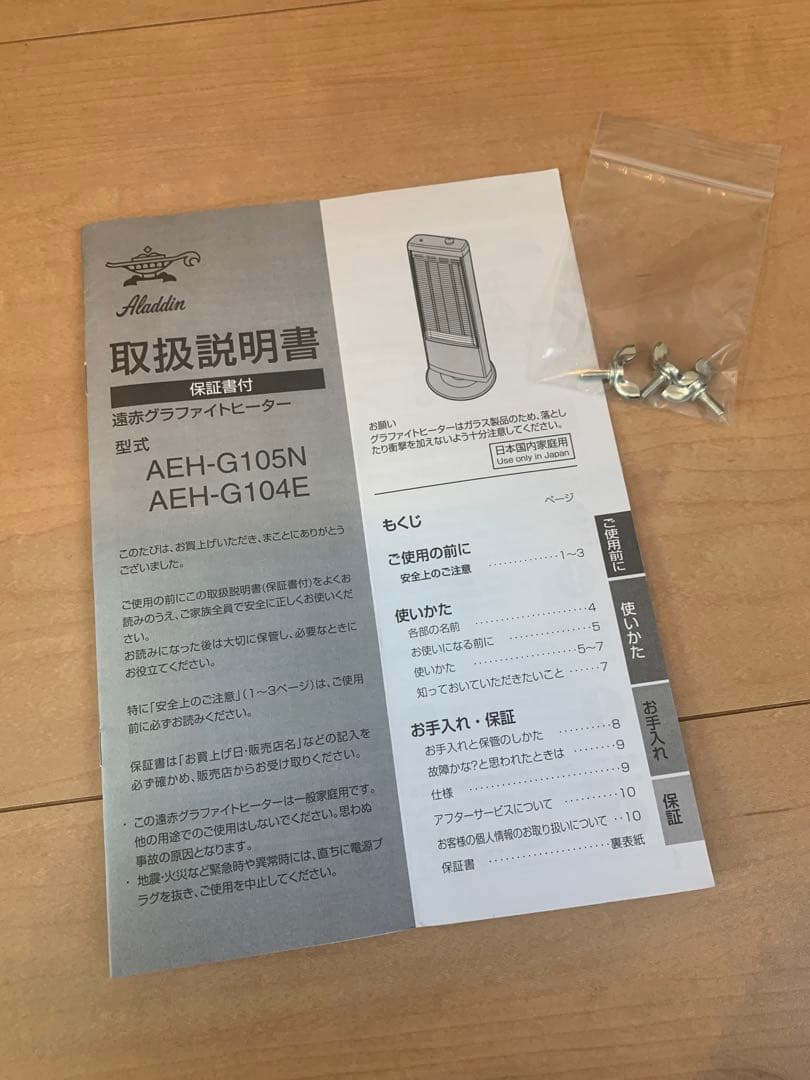 Aladdin
取扱説明書
保証書付
遠赤グラファイトヒーター
型式
AEH-G105N
AEH-G104E
このたびは、お買上げいただき、まことにありがとう
ございました。
ご使用の前にこの取扱説明書(保証書付)をよくお
読みのうえ、ご家族全員で安全に正しくお使いくだ
さい。
お読みになった後は大切に保管し、必要なときに
お役立てください。
特に「安全上のご注意」(1〜3ページ)は、ご使用
前に必ずお読みください。
保証書は「お買上げ日・販売店名」などの記入を
必ず確かめ、販売店からお受け取りください。
・この遠赤グラファイトヒーターは一般家庭用です。
他の用途でのご使用はしないでください。思わぬ
事故の原因となります。
・地震・火災など緊急時や異常時には、直ちに電源プ
ラグを抜き、ご使用を中止してください。
お願い
グラファイトヒーターはガラス製品のため、落とし
たり衝撃を加えないよう十分注意してください。
日本国内家庭用
Use only in Japan
もくじ
ページ
ご使用の前に
安全上のご注意 ・・・・・・・・・・・・・1〜3
使いかた
各部の名前 ・・・・・・・・・・・・・・・・・・4
お使いになる前に ・・・・・・・・・・・・・・5
使いかた ・・・・・・・・・・・・・・・・・・5〜7
知っておいていただきたいこと ・・・・・・7
お手入れ・保証
お手入れと保管のしかた ・・・・・・・・・・8
故障かな?と思われたときは ・・・・・・・・9
仕様 ・・・・・・・・・・・・・・・・・・・・・・9
アフターサービスについて ・・・・・・・・・10
お客様の個人情報のお取り扱いについて ・・10
保証書 ・・・・・・・・・・・・・・・・・・裏表紙
ご使用前に
使いかた
お手入れ
保証